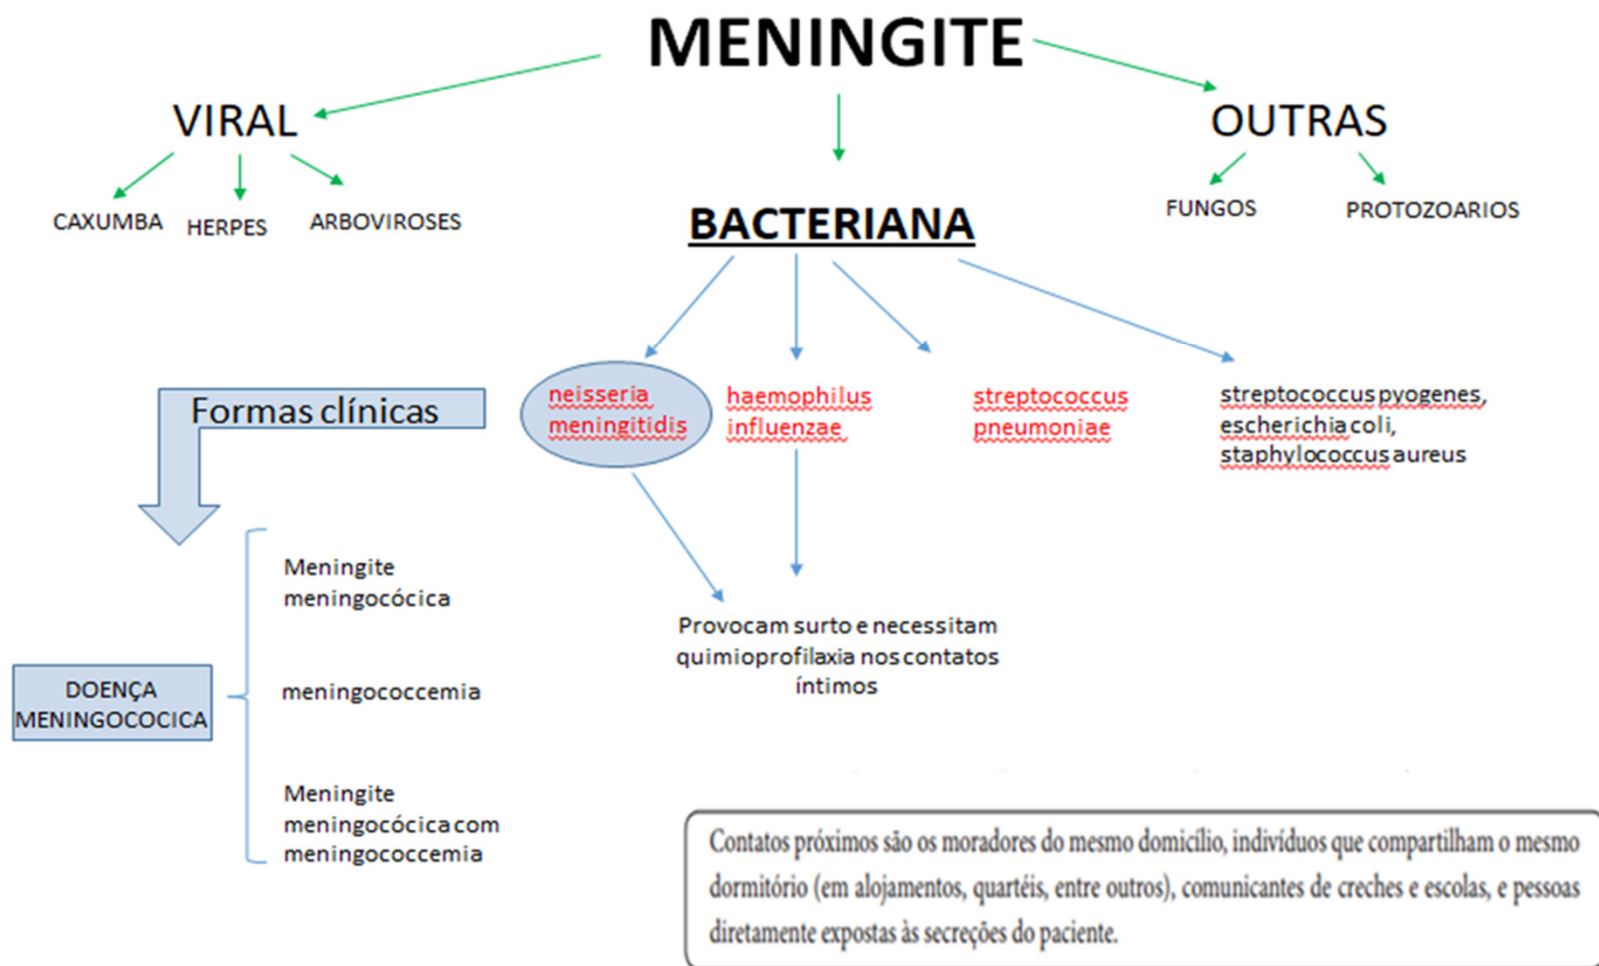 MENINGITE
VIRAL
OUTRAS
CAXUMBA
HERPES
ARBOVIROSES
FUNGOS
PROTOZOARIOS
BACTERIANA
Formas clínicas
neisseria
meningitidis
haemophilus
influenzae
streptococcus
pneumoniae
streptococcus pyogenes,
escherichia coli,
staphylococcus aureus
Meningite
meningocócica
DOENÇA
MENINGOCOCICA
meningococcemia
Meningite
meningocócica com
meningococcemia
Provocam surto e necessitam
quimioprofilaxia nos contatos
íntimos
Contatos próximos são os moradores do mesmo domicílio, indivíduos que compartilham o mesmo
dormitório (em alojamentos, quartéis, entre outros), comunicantes de creches e escolas, e pessoas
diretamente expostas às secreções do paciente.